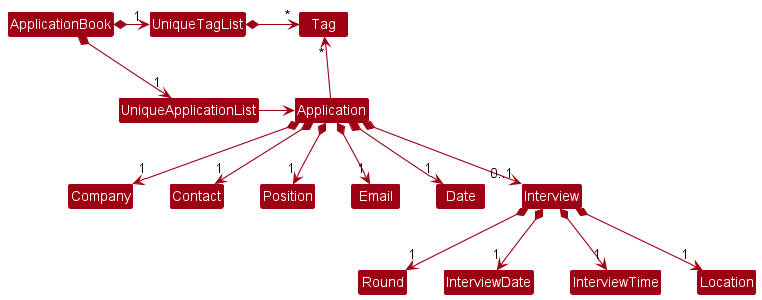 ApplicationBook
1
UniqueTagList
*
Tag
*
1
UniqueApplicationList
Application
1
1
1
1
1
0..1
Company
Contact
Position
Email
Date
Interview
1
1
1
1
Round
InterviewDate
InterviewTime
Location